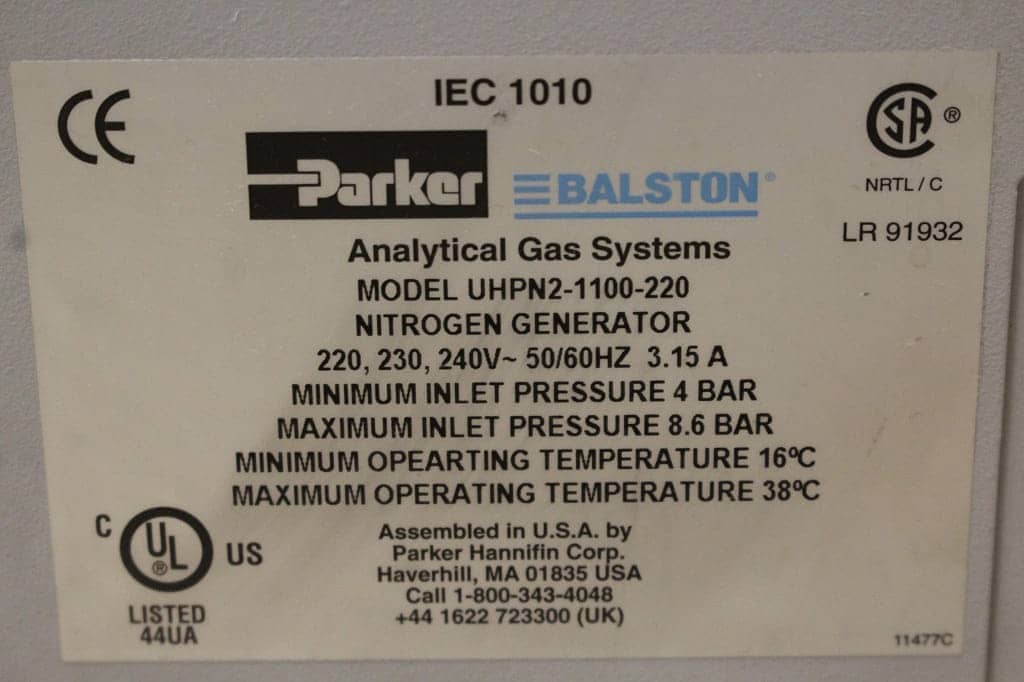 CE
IEC 1010
SA ®
NRTL / C
LR 91932
Parker BALSTON®
Analytical Gas Systems
MODEL UHPN2-1100-220
NITROGEN GENERATOR
220, 230, 240V~ 50/60HZ 3.15 A
MINIMUM INLET PRESSURE 4 BAR
MAXIMUM INLET PRESSURE 8.6 BAR
MINIMUM OPEARTING TEMPERATURE 16ºC
MAXIMUM OPERATING TEMPERATURE 38ºC
C UL ® US
LISTED
44UA
Assembled in U.S.A. by
Parker Hannifin Corp.
Haverhill, MA 01835 USA
Call 1-800-343-4048
+44 1622 723300 (UK)
11477C